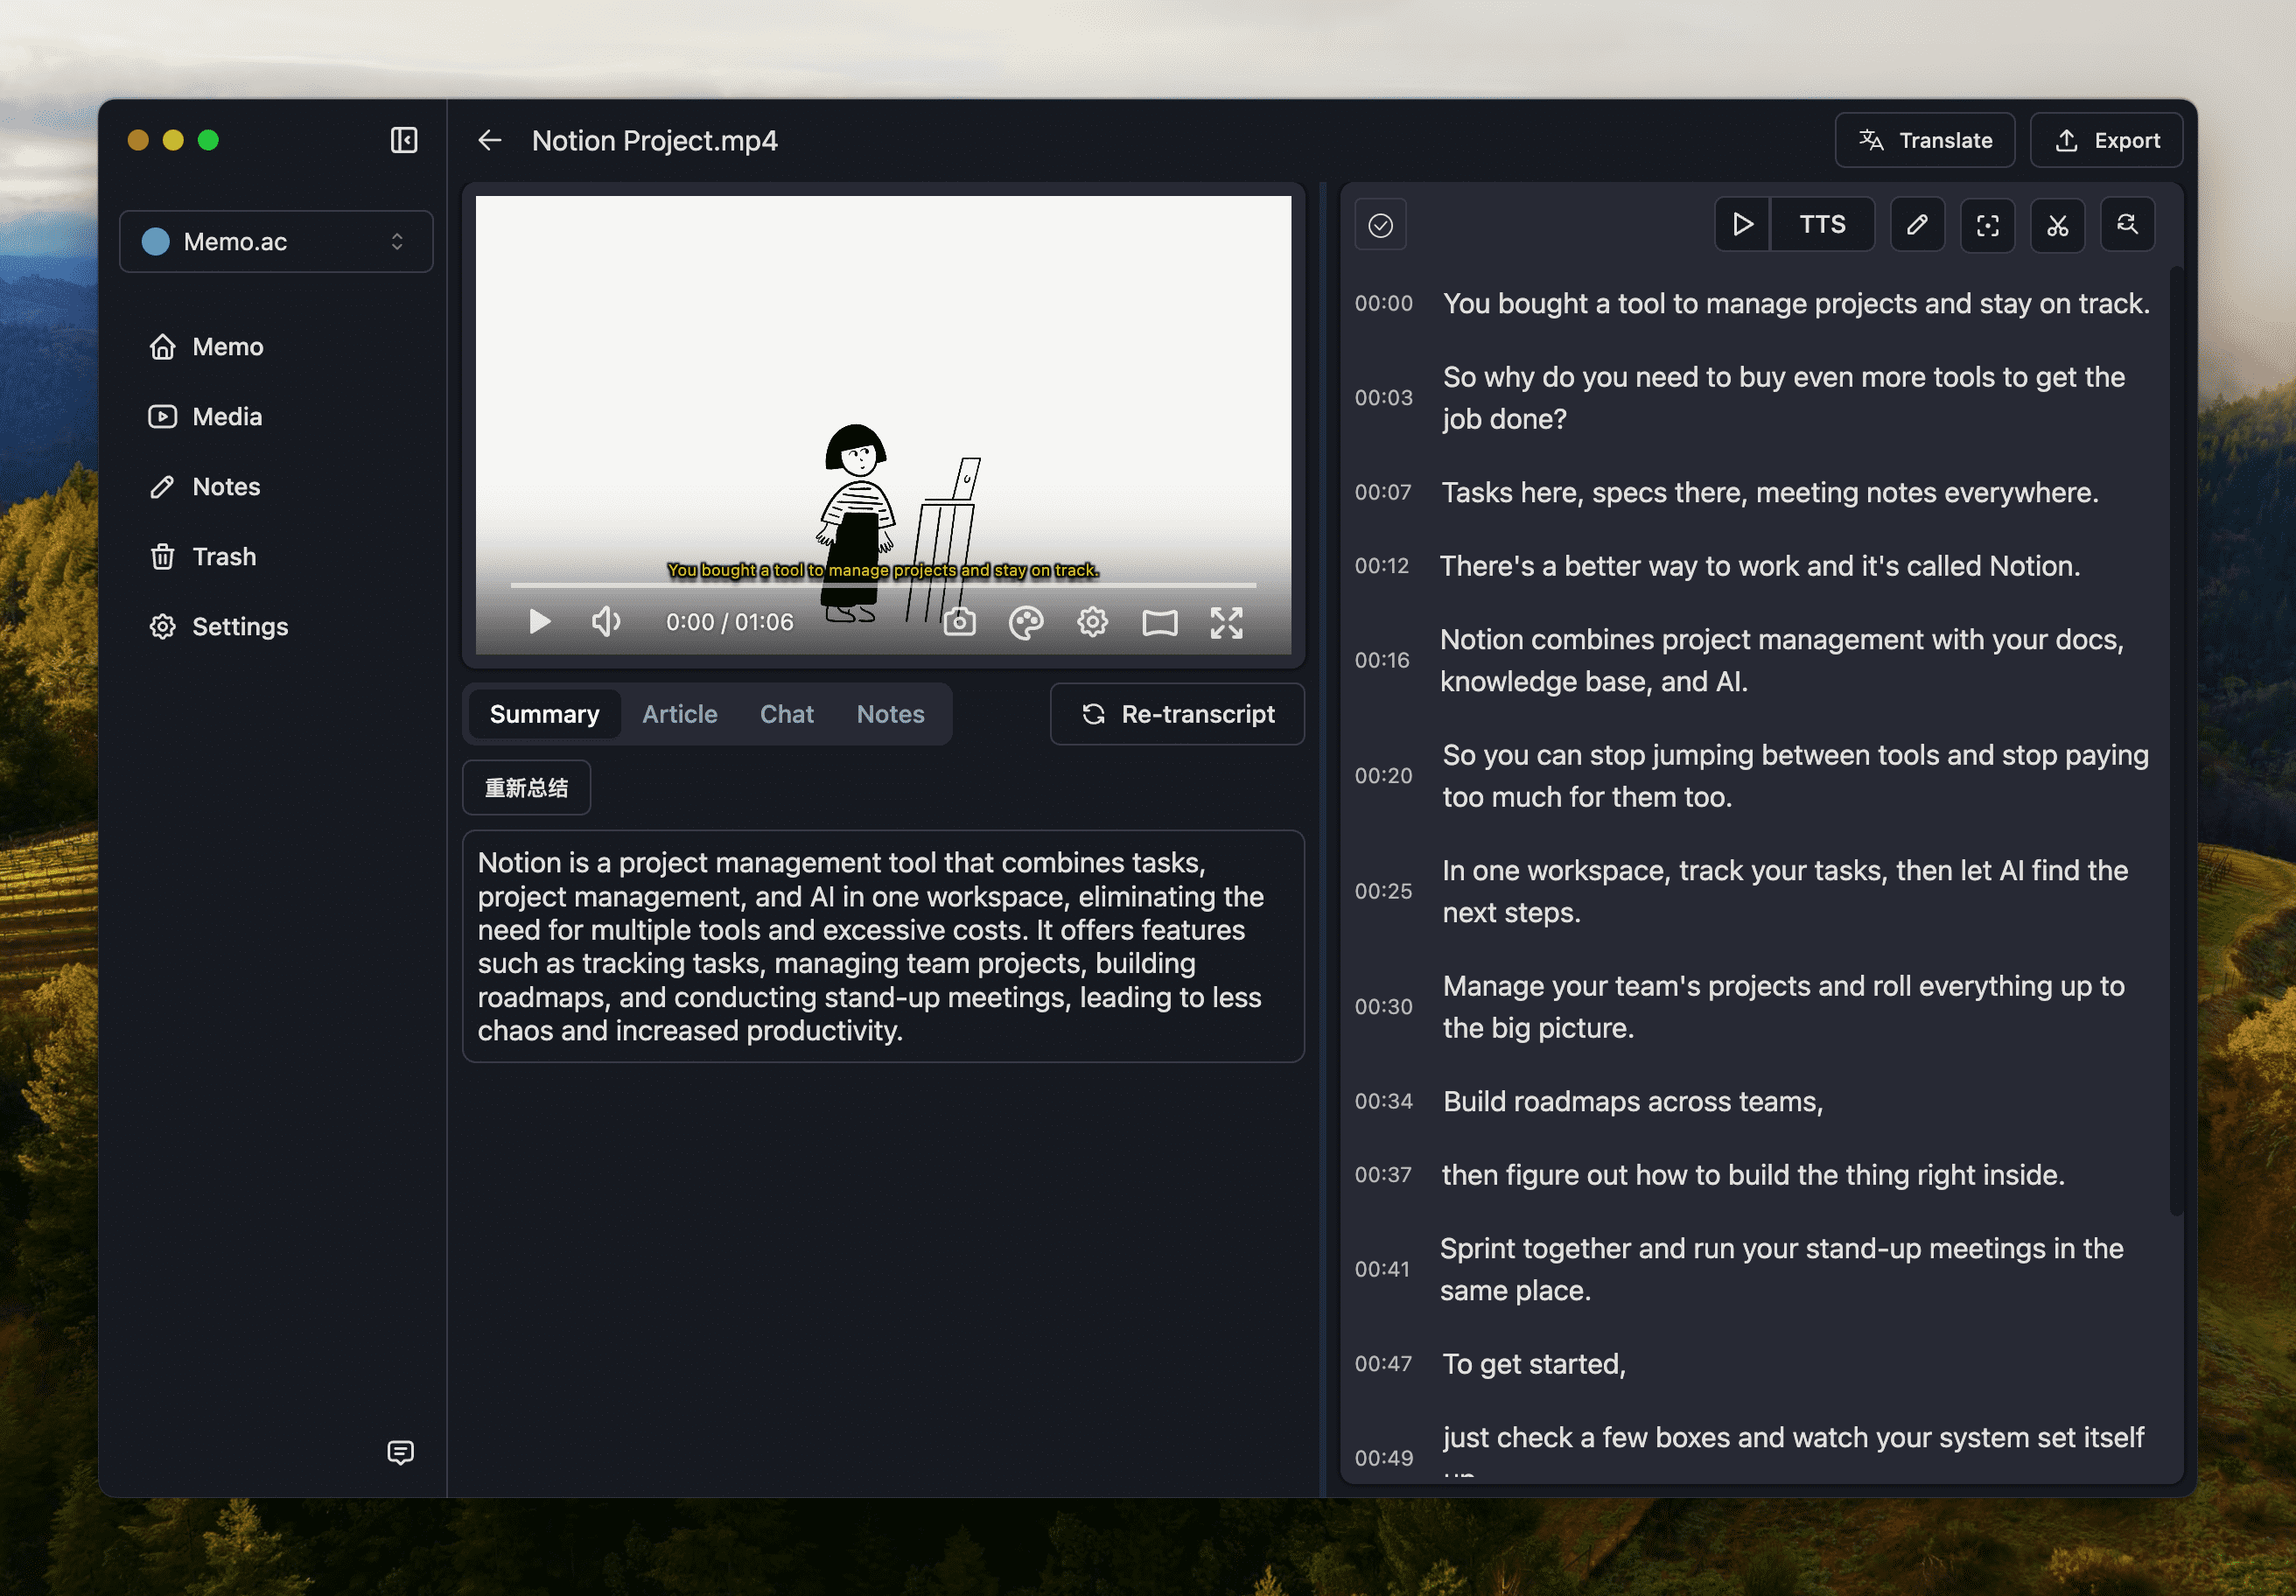 Notion Project.mp4
Translate
Export
Memo.ac
Memo
Media
Notes
Trash
Settings
You bought a tool to manage projects and stay on track.
0:00 / 01:06
Summary
Article
Chat
Notes
Re-transcript
重新总结
Notion is a project management tool that combines tasks,
project management, and AI in one workspace, eliminating the
need for multiple tools and excessive costs. It offers features
such as tracking tasks, managing team projects, building
roadmaps, and conducting stand-up meetings, leading to less
chaos and increased productivity.
TTS
00:00 You bought a tool to manage projects and stay on track.
00:03 So why do you need to buy even more tools to get the
job done?
00:07 Tasks here, specs there, meeting notes everywhere.
00:12 There's a better way to work and it's called Notion.
00:16 Notion combines project management with your docs,
knowledge base, and AI.
00:20 So you can stop jumping between tools and stop paying
too much for them too.
00:25 In one workspace, track your tasks, then let AI find the
next steps.
00:30 Manage your team's projects and roll everything up to
the big picture.
00:34 Build roadmaps across teams,
00:37 then figure out how to build the thing right inside.
00:41 Sprint together and run your stand-up meetings in the
same place.
00:47 To get started,
00:49 just check a few boxes and watch your system set itself